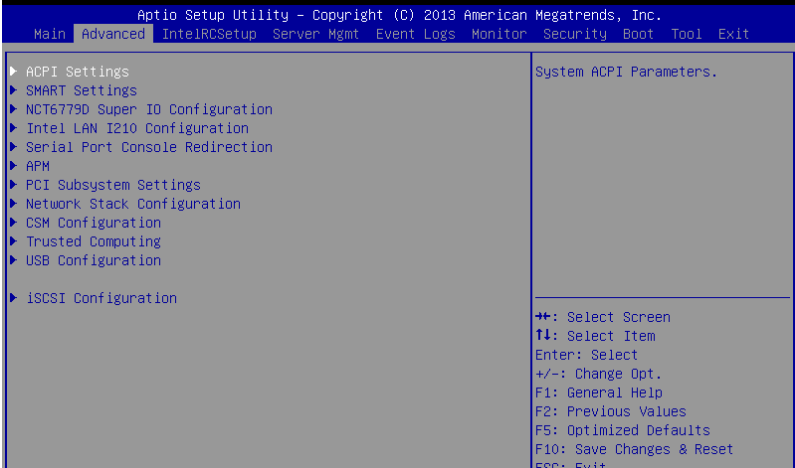 Aptio Setup Utility – Copyright (C) 2013 American Megatrends, Inc.
Main Advanced IntelRCSetup Server Mgmt Event Logs Monitor Security Boot Tool Exit
ACPI Settings
SMART Settings
NCT6779D Super IO Configuration
Intel LAN I210 Configuration
Serial Port Console Redirection
APM
PCI Subsystem Settings
Network Stack Configuration
CSM Configuration
Trusted Computing
USB Configuration
iSCSI Configuration
System ACPI Parameters.
→←: Select Screen
↑↓: Select Item
Enter: Select
+/-: Change Opt.
F1: General Help
F2: Previous Values
F5: Optimized Defaults
F10: Save Changes & Reset
ESC: Exit